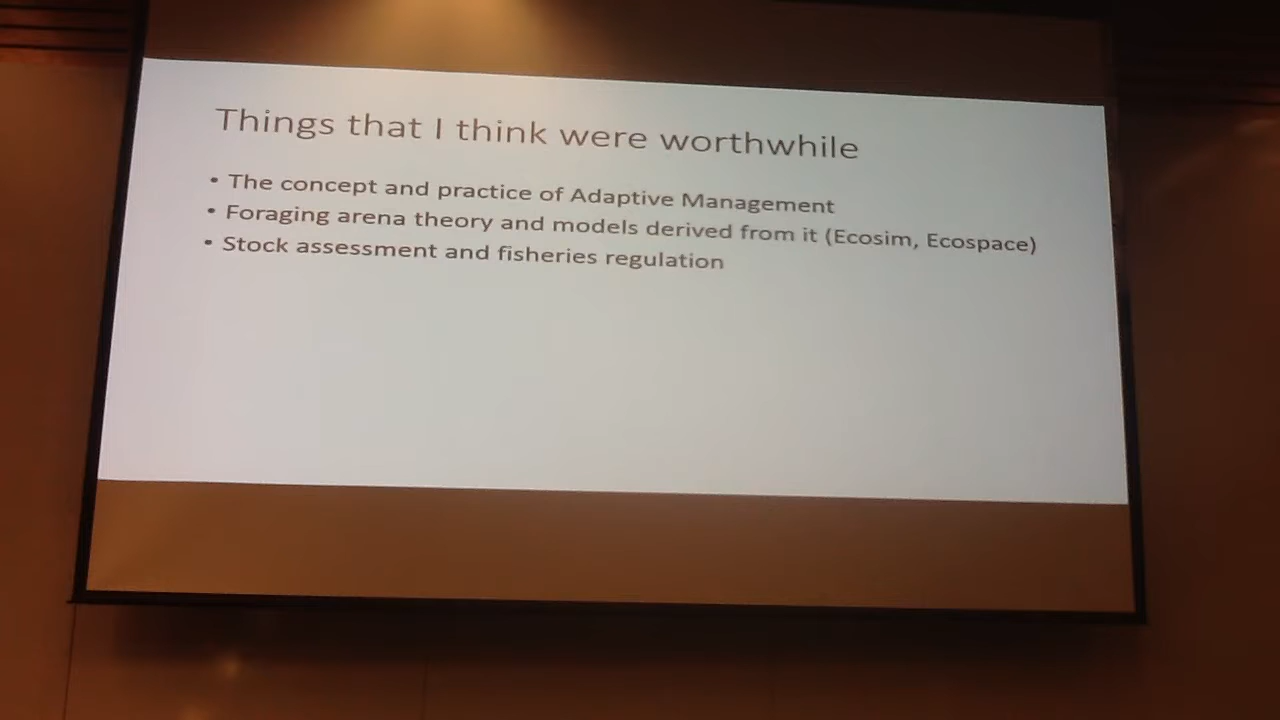 Things that I think were worthwhile
• The concept and practice of Adaptive Management
• Foraging arena theory and models derived from it (Ecosim, Ecospace)
• Stock assessment and fisheries regulation